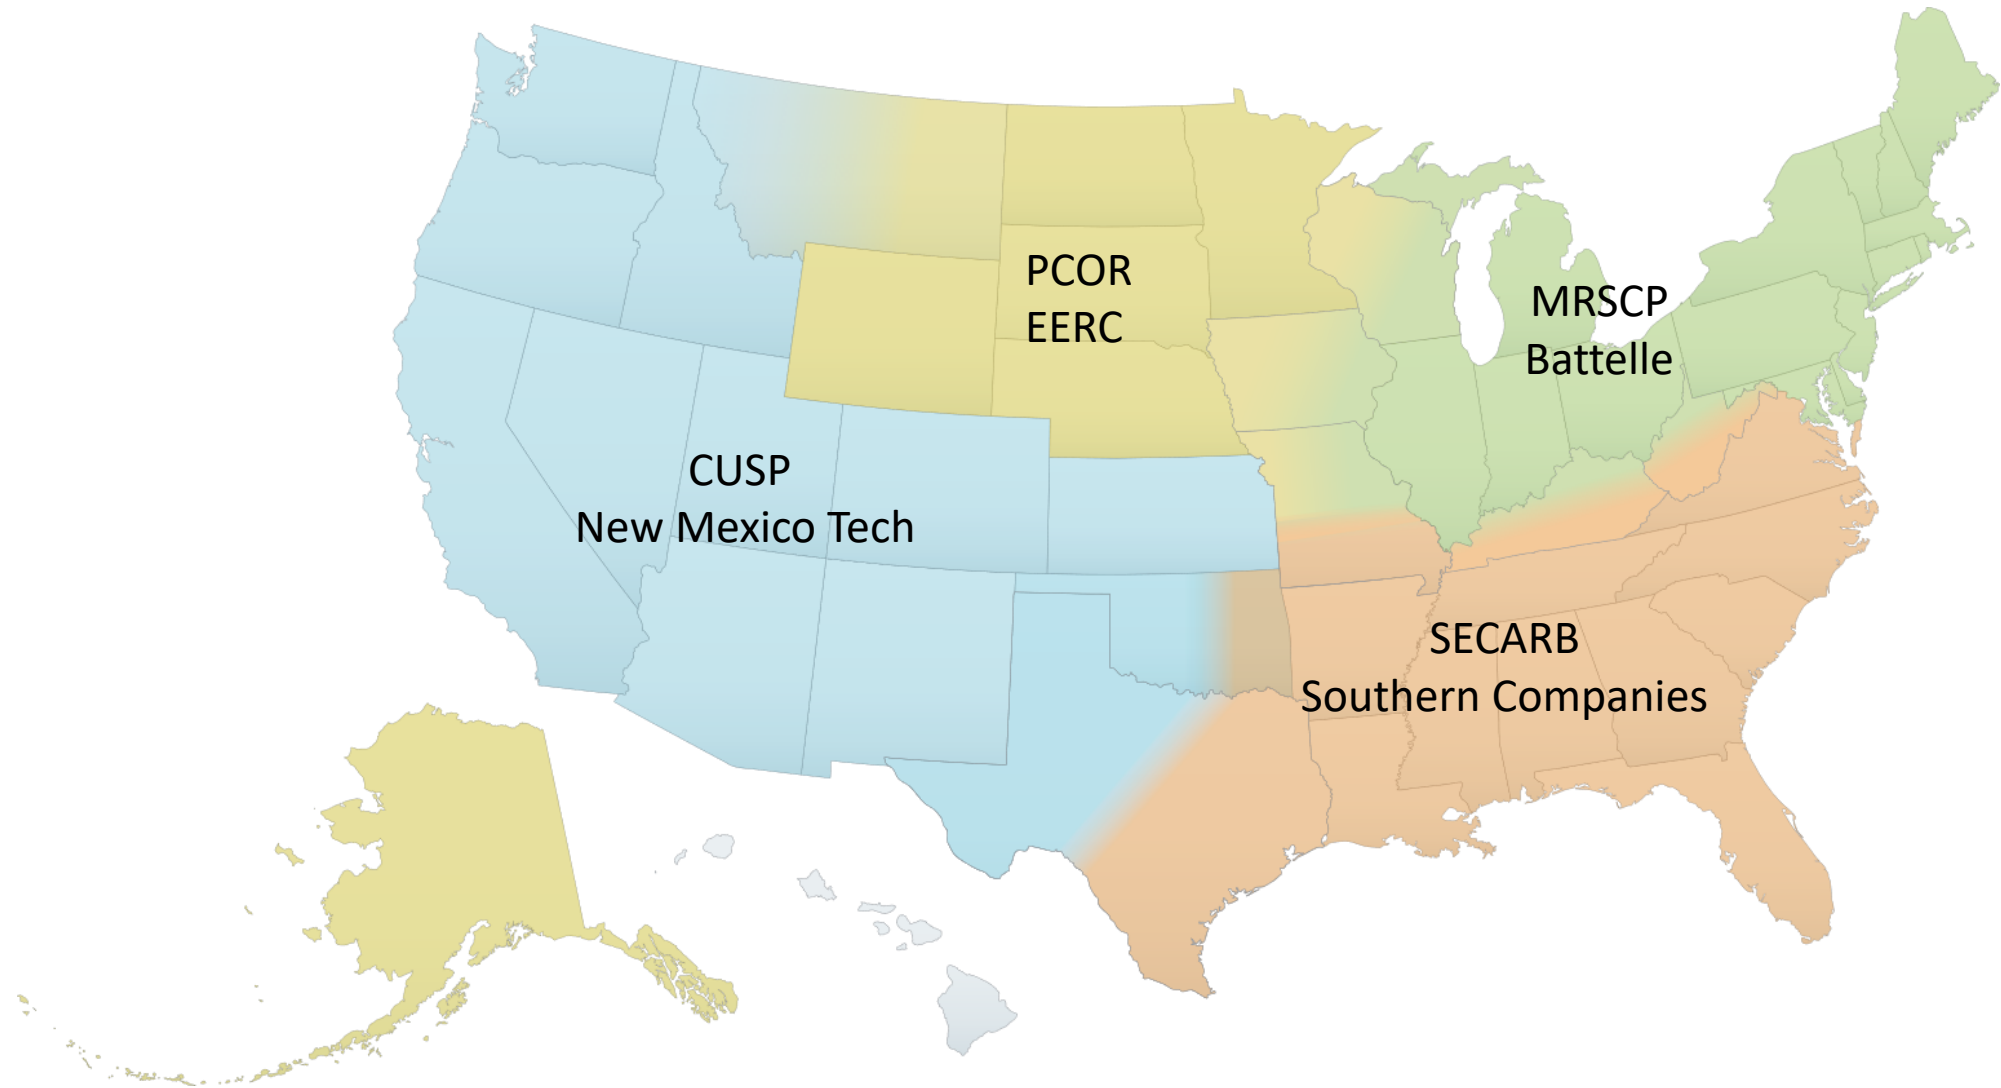 PCOR
EERC
MRSCP
Battelle
CUSP
New Mexico Tech
SECARB
Southern Companies